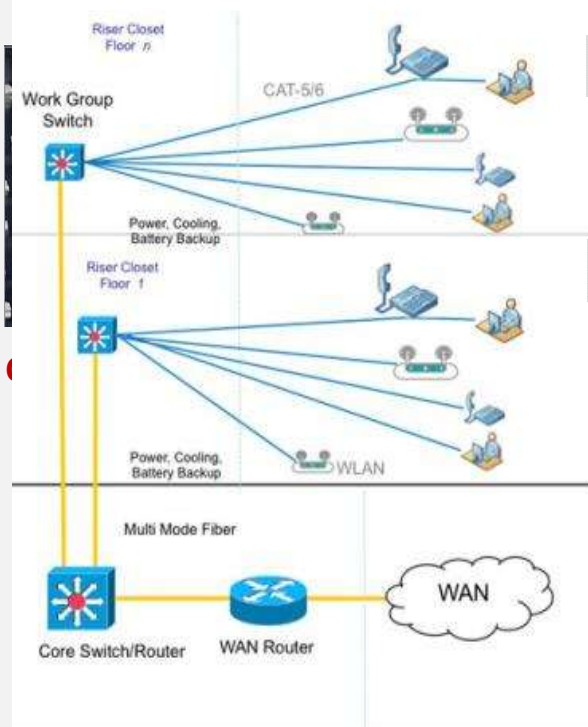 Riser Closet
Floor n
CAT-5/6
Work Group
Switch
Power, Cooling,
Battery Backup
Riser Closet
Floor 1
Power, Cooling,
Battery Backup
WLAN
Multi Mode Fiber
WAN
Core Switch/Router
WAN Router